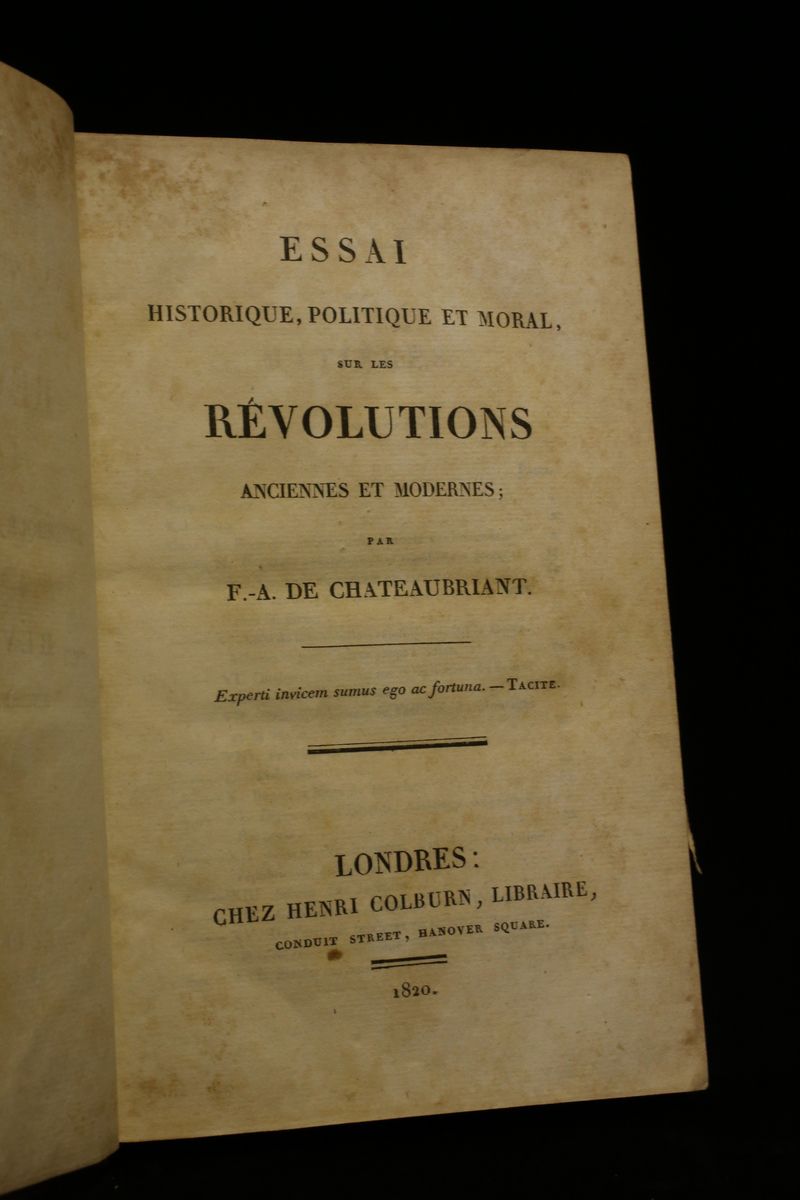 ESSAI
HISTORIQUE, POLITIQUE ET MORAL,
SUR LES
RÉVOLUTIONS
ANCIENNES ET MODERNES;
PAR
F.-A. DE CHATEAUBRIANT.
Experti invicem sumus ego ac fortuna. — TACITE.
LONDRES:
CHEZ HENRI COLBURN, LIBRAIRE,
CONDUIT STREET, HANOVER SQUARE.
1820.